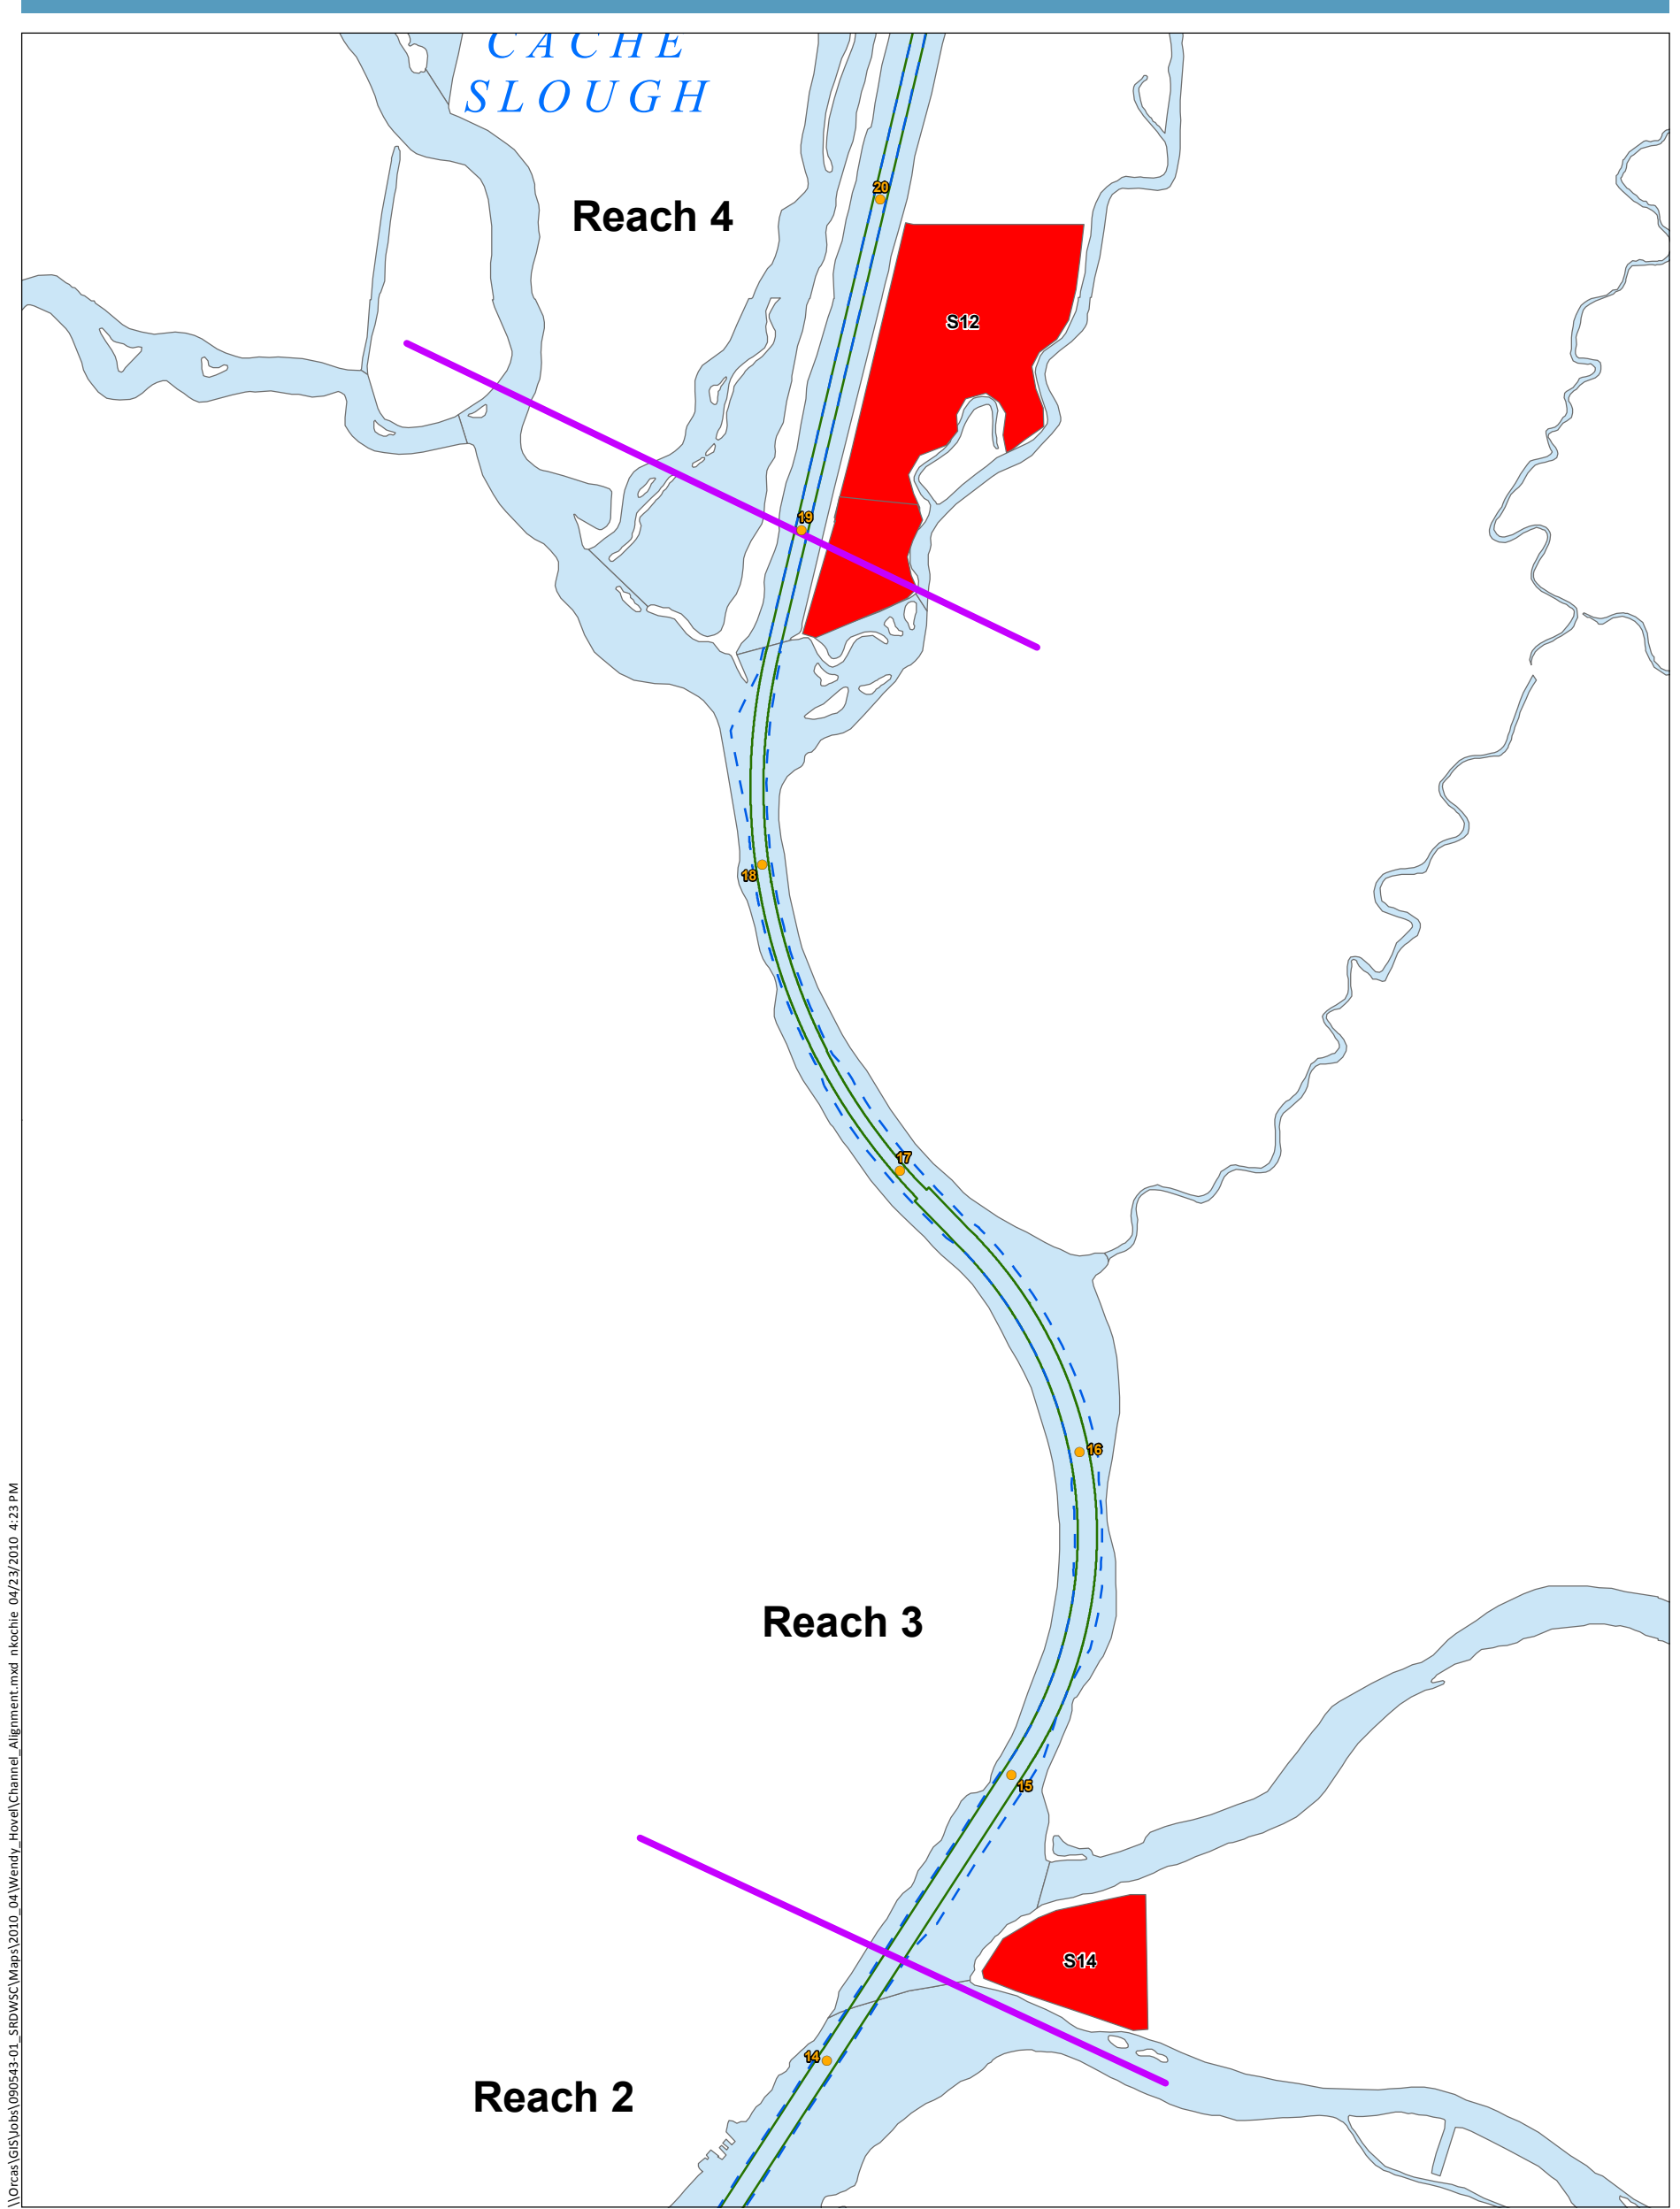 CACHE
SLOUGH
20
Reach 4
S12
19
18
17
16
Reach 3
15
S14
14
Reach 2
\\Orcas\GIS\Jobs\090543-01_SRDWSC\Maps\2010_04\Wendy_Hovel\Channel_Alignment.mxd nkochie 04/23/2010 4:23 PM